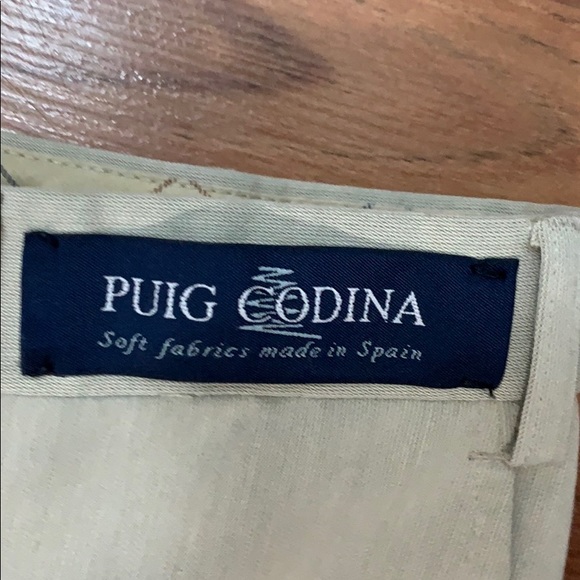 PUIG CODINA
Soft fabrics made in Spain